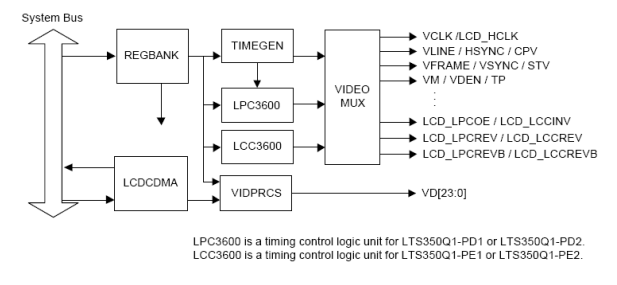 System Bus
REGBANK
TIMEGEN
LPC3600
LCC3600
VIDEO
MUX
LCDCDMA
VIDPRCS
VCLK /LCD_HCLK
VLINE / HSYNC / CPV
VFRAME / VSYNC / STV
VM / VDEN / TP
:
:
LCD_LPCOE / LCD_LCCINV
LCD_LPCREV / LCD_LCCREV
LCD_LPCREVB / LCD_LCCREVB
VD[23:0]
LPC3600 is a timing control logic unit for LTS350Q1-PD1 or LTS350Q1-PD2.
LCC3600 is a timing control logic unit for LTS350Q1-PE1 or LTS350Q1-PE2.